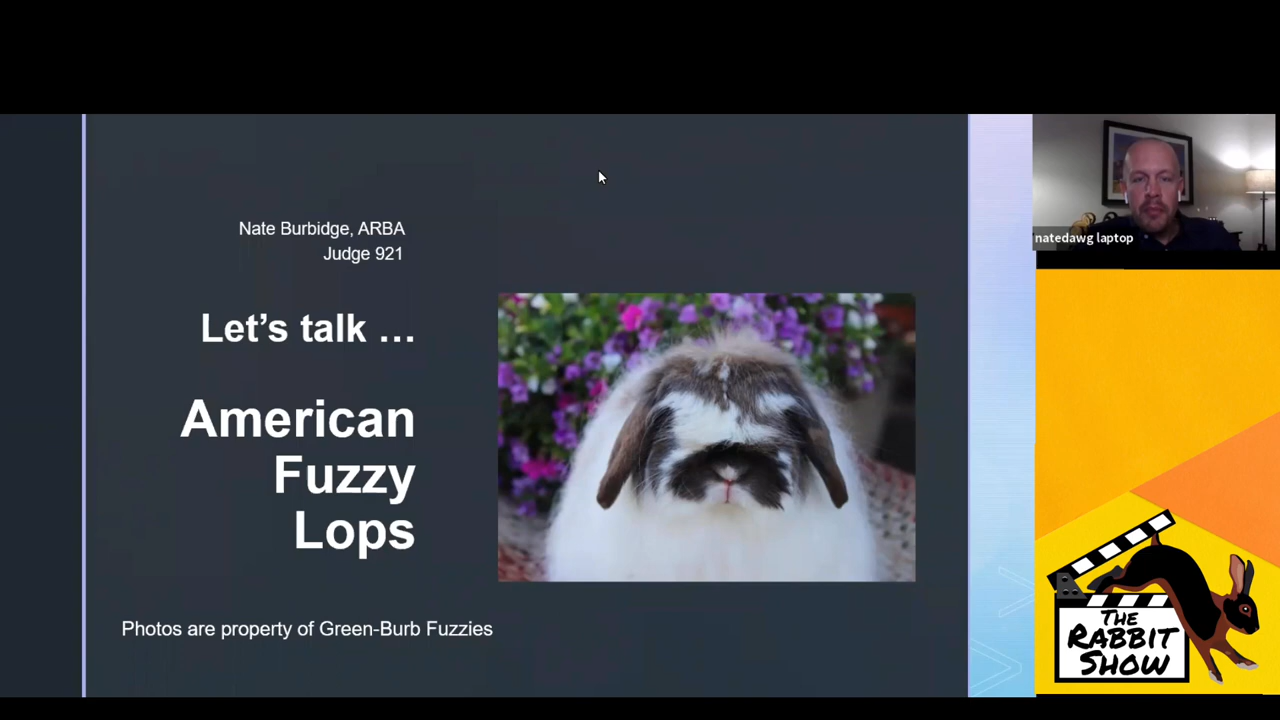 Nate Burbidge, ARBA
Judge 921
Let's talk ...
American
Fuzzy
Lops
Photos are property of Green-Burb Fuzzies
natedawg laptop
THE
RABBIT
SHOW